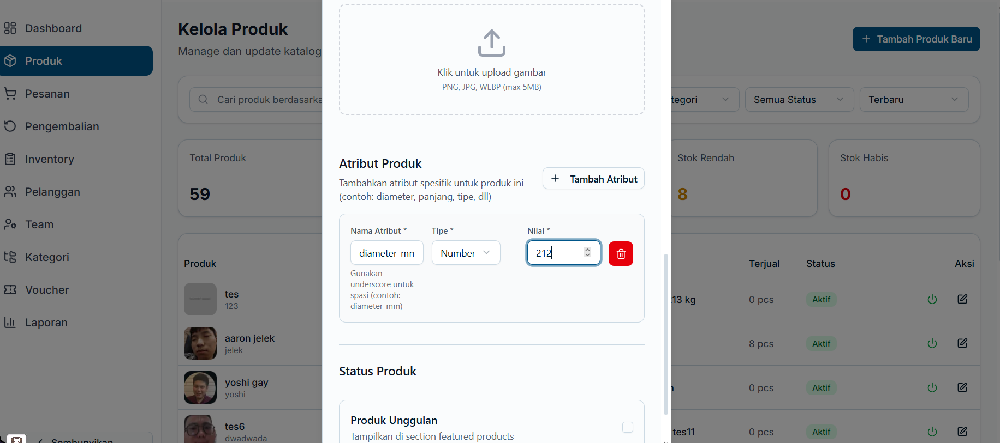 Dashboard
Produk
Pesanan
Pengembalian
Inventory
Pelanggan
Team
Kategori
Voucher
Laporan
Kelola Produk
Manage dan update katalog
Tambah Produk Baru
Cari produk berdasarka
tegori
Semua Status
Terbaru
Total Produk
59
Stok Rendah
8
Stok Habis
0
Produk
Terjual
Status
Aksi
tes
123
13 kg
0 pcs
Aktif
aaron jelek
jelek
8 pcs
Aktif
yoshi gay
yoshi
0 pcs
Aktif
tes6
dwadwada
tes11
0 pcs
Aktif
Klik untuk upload gambar
PNG, JPG, WEBP (max 5MB)
Atribut Produk
Tambahkan atribut spesifik untuk produk ini
(contoh: diameter, panjang, tipe, dll)
Tambah Atribut
Nama Atribut *
Tipe *
Nilai *
diameter_mm
Number
212
Gunakan
underscore untuk
spasi (contoh:
diameter_mm)
Status Produk
Produk Unggulan
Tampilkan di section featured products
Sembunyikan